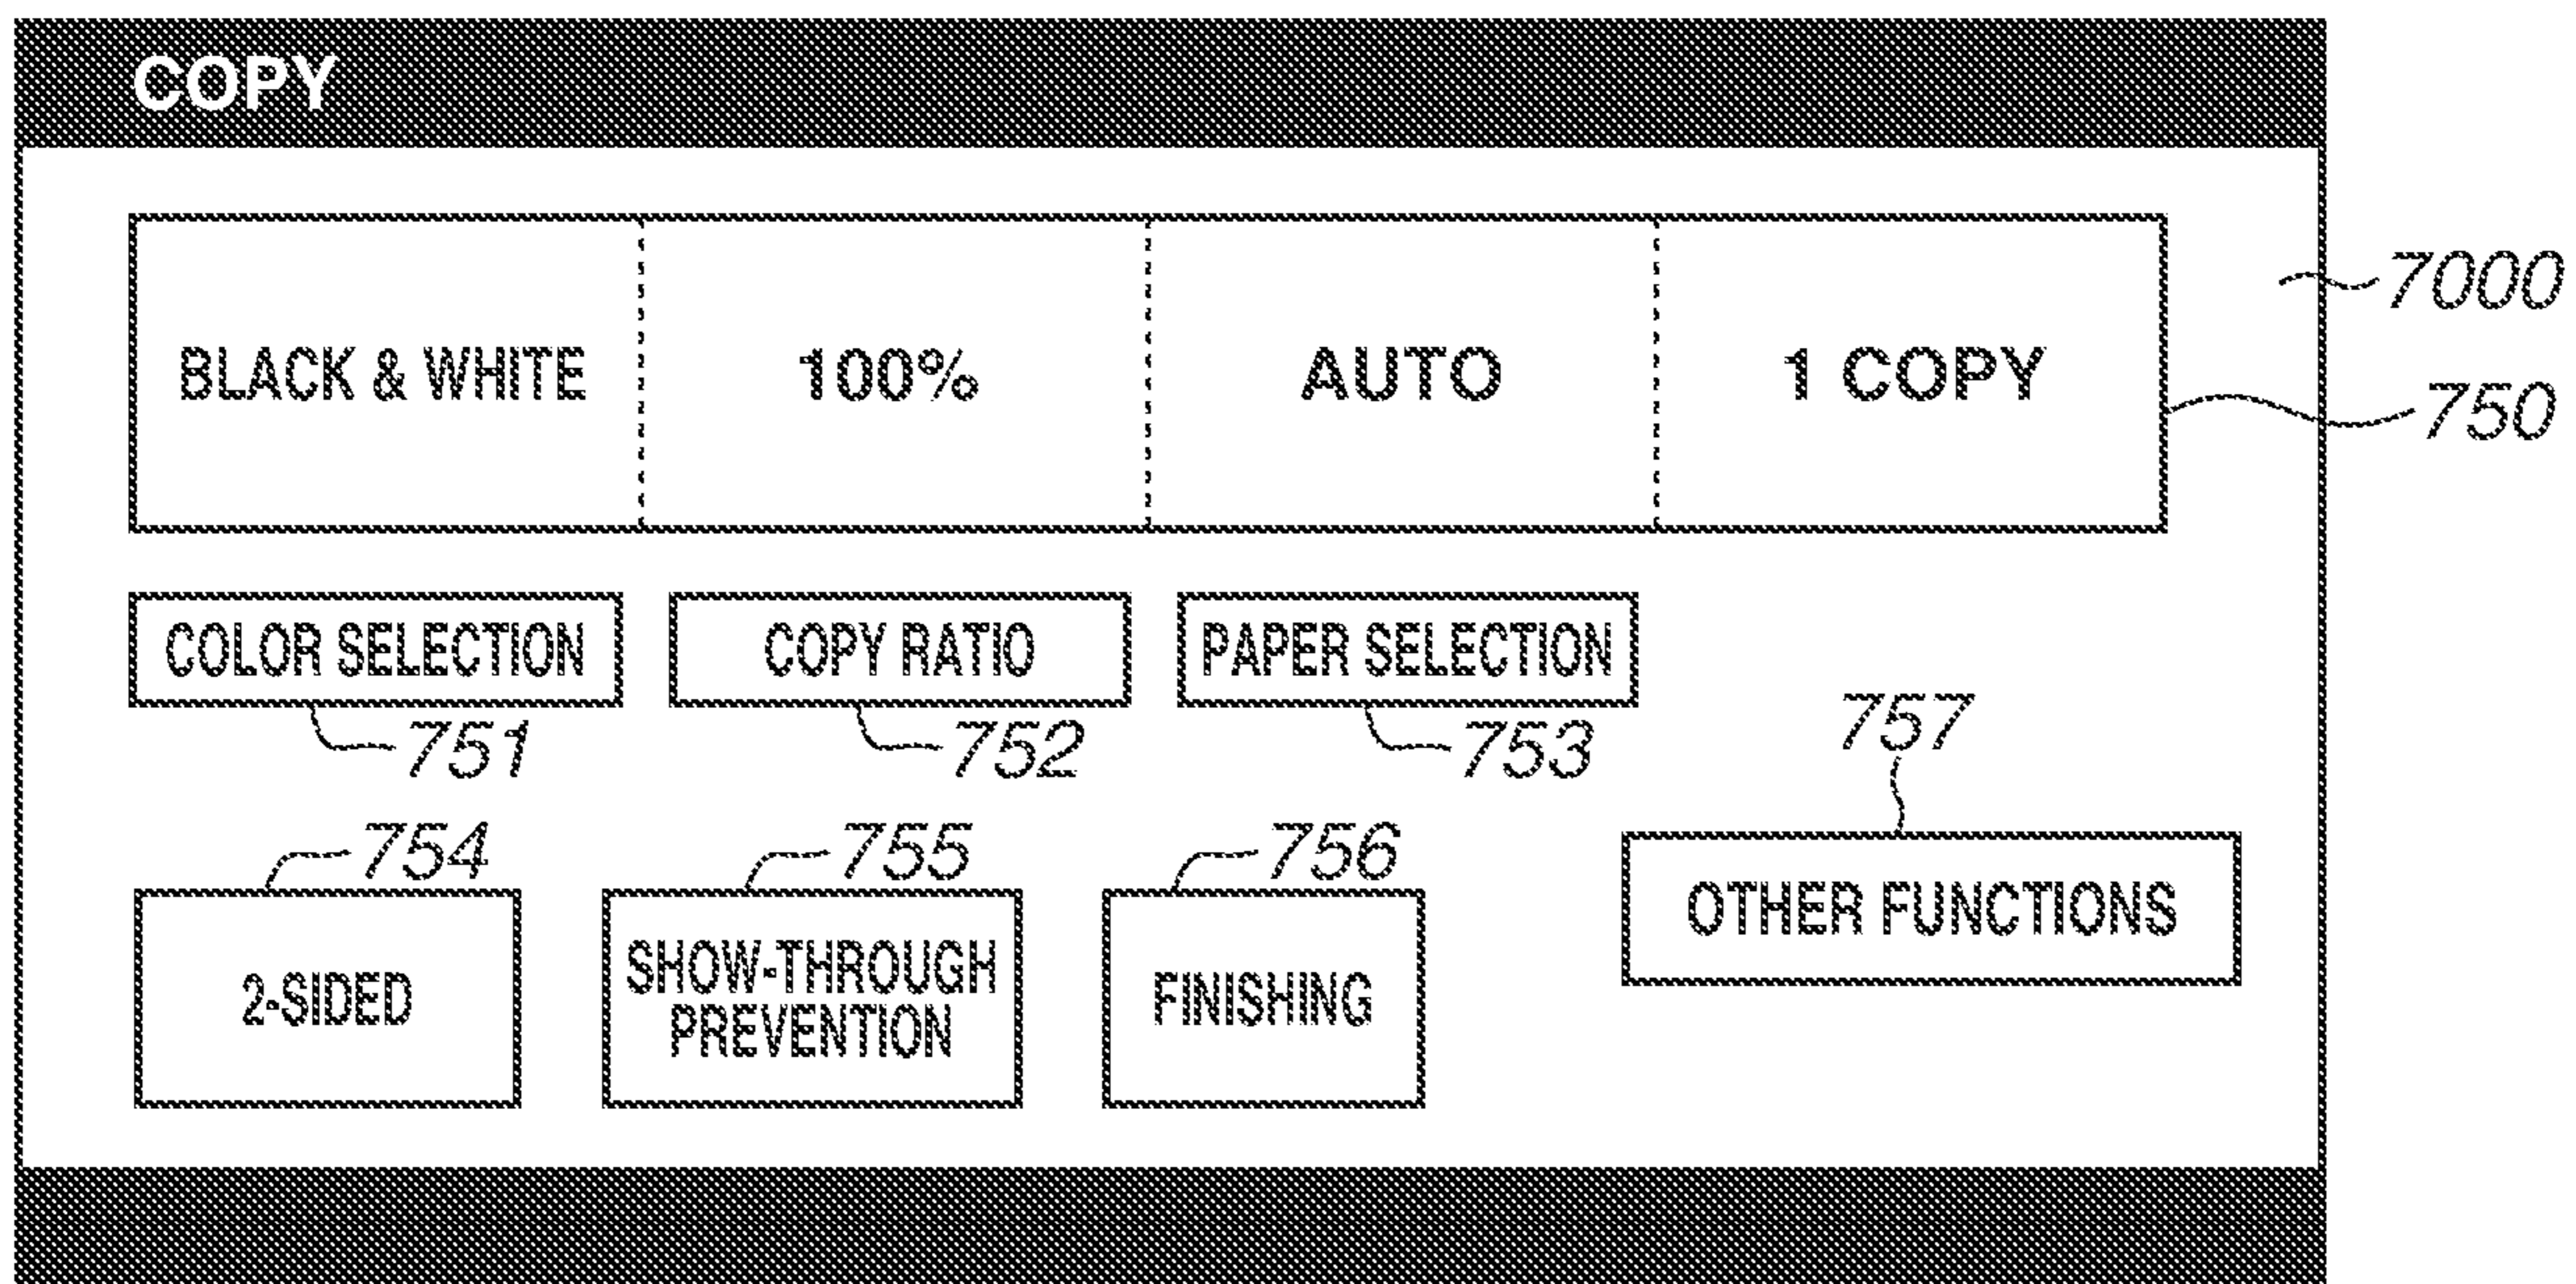 COPY
BLACK & WHITE 100% AUTO 1 COPY
7000
750
COLOR SELECTION COPY RATIO PAPER SELECTION
751 752 753 757
754 755 756
OTHER FUNCTIONS
2-SIDED
SHOW-THROUGH
PREVENTION
FINISHING